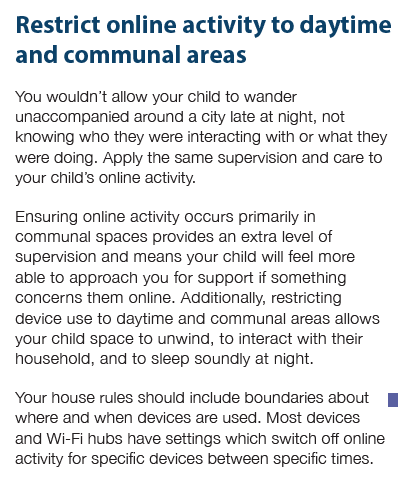 Restrict online activity to daytime
and communal areas
You wouldn't allow your child to wander
unaccompanied around a city late at night, not
knowing who they were interacting with or what they
were doing. Apply the same supervision and care to
your child's online activity.
Ensuring online activity occurs primarily in
communal spaces provides an extra level of
supervision and means your child will feel more
able to approach you for support if something
concerns them online. Additionally, restricting
device use to daytime and communal areas allows
your child space to unwind, to interact with their
household, and to sleep soundly at night.
Your house rules should include boundaries about
where and when devices are used. Most devices
and Wi-Fi hubs have settings which switch off online
activity for specific devices between specific times.